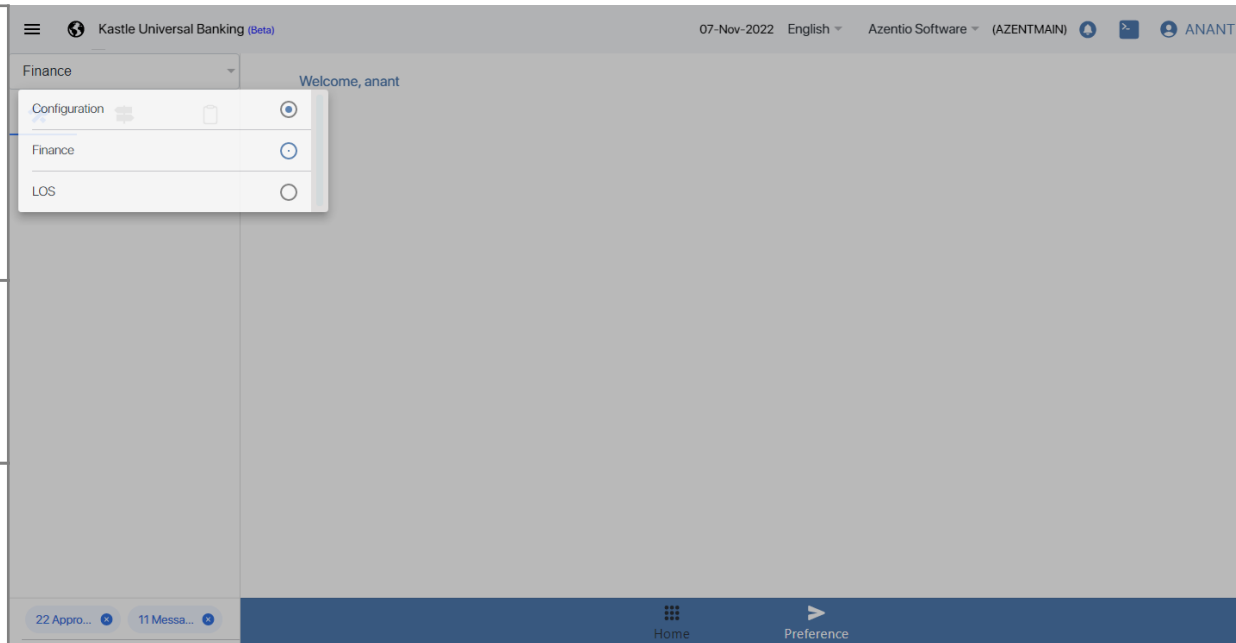 Kastle Universal Banking (Beta)
07-Nov-2022 English Azentio Software (AZENTMAIN) ANANT
Finance
Welcome, anant
Configuration
Finance
LOS
22 Appro... 11 Messa...
Home Preference